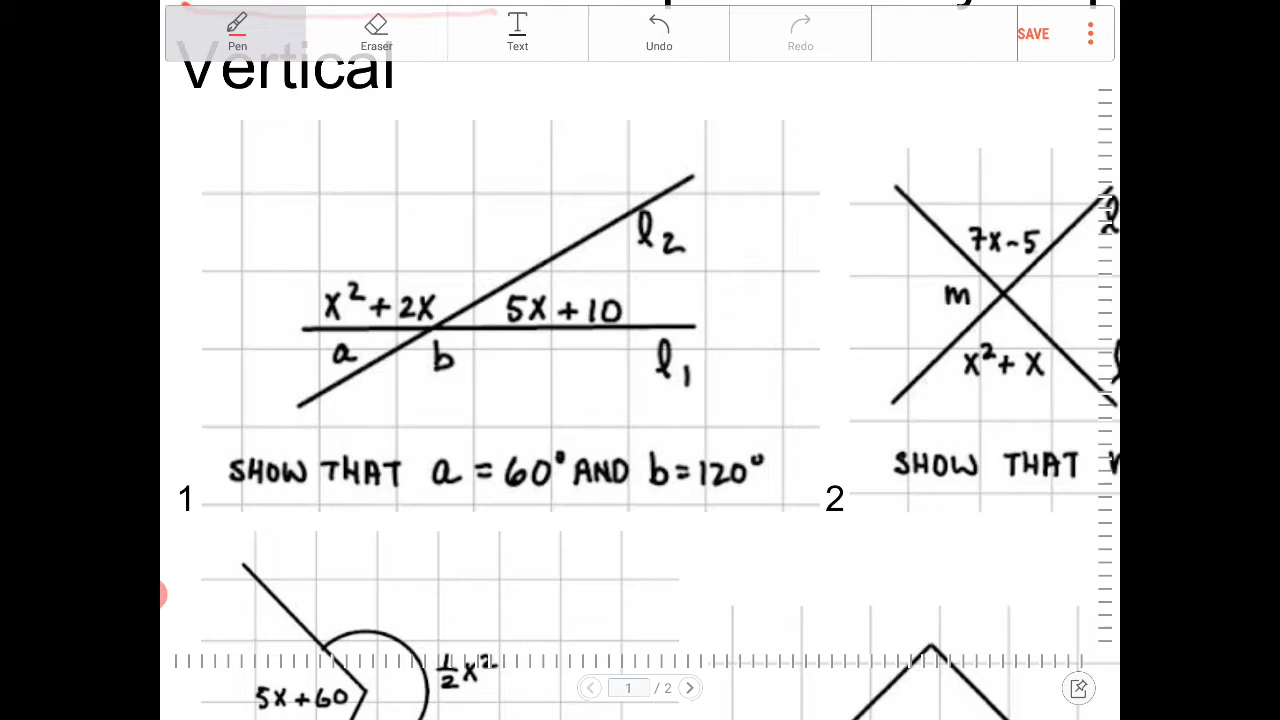 Pen
Eraser
Text
Undo
Redo
SAVE
Vertical
x² + 2x
5x + 10
l₂
a
b
l₁
SHOW THAT a = 60° AND b = 120°
1
7x - 5
m
x² + x
SHOW THAT
2
5x + 60
½x²
1 / 2